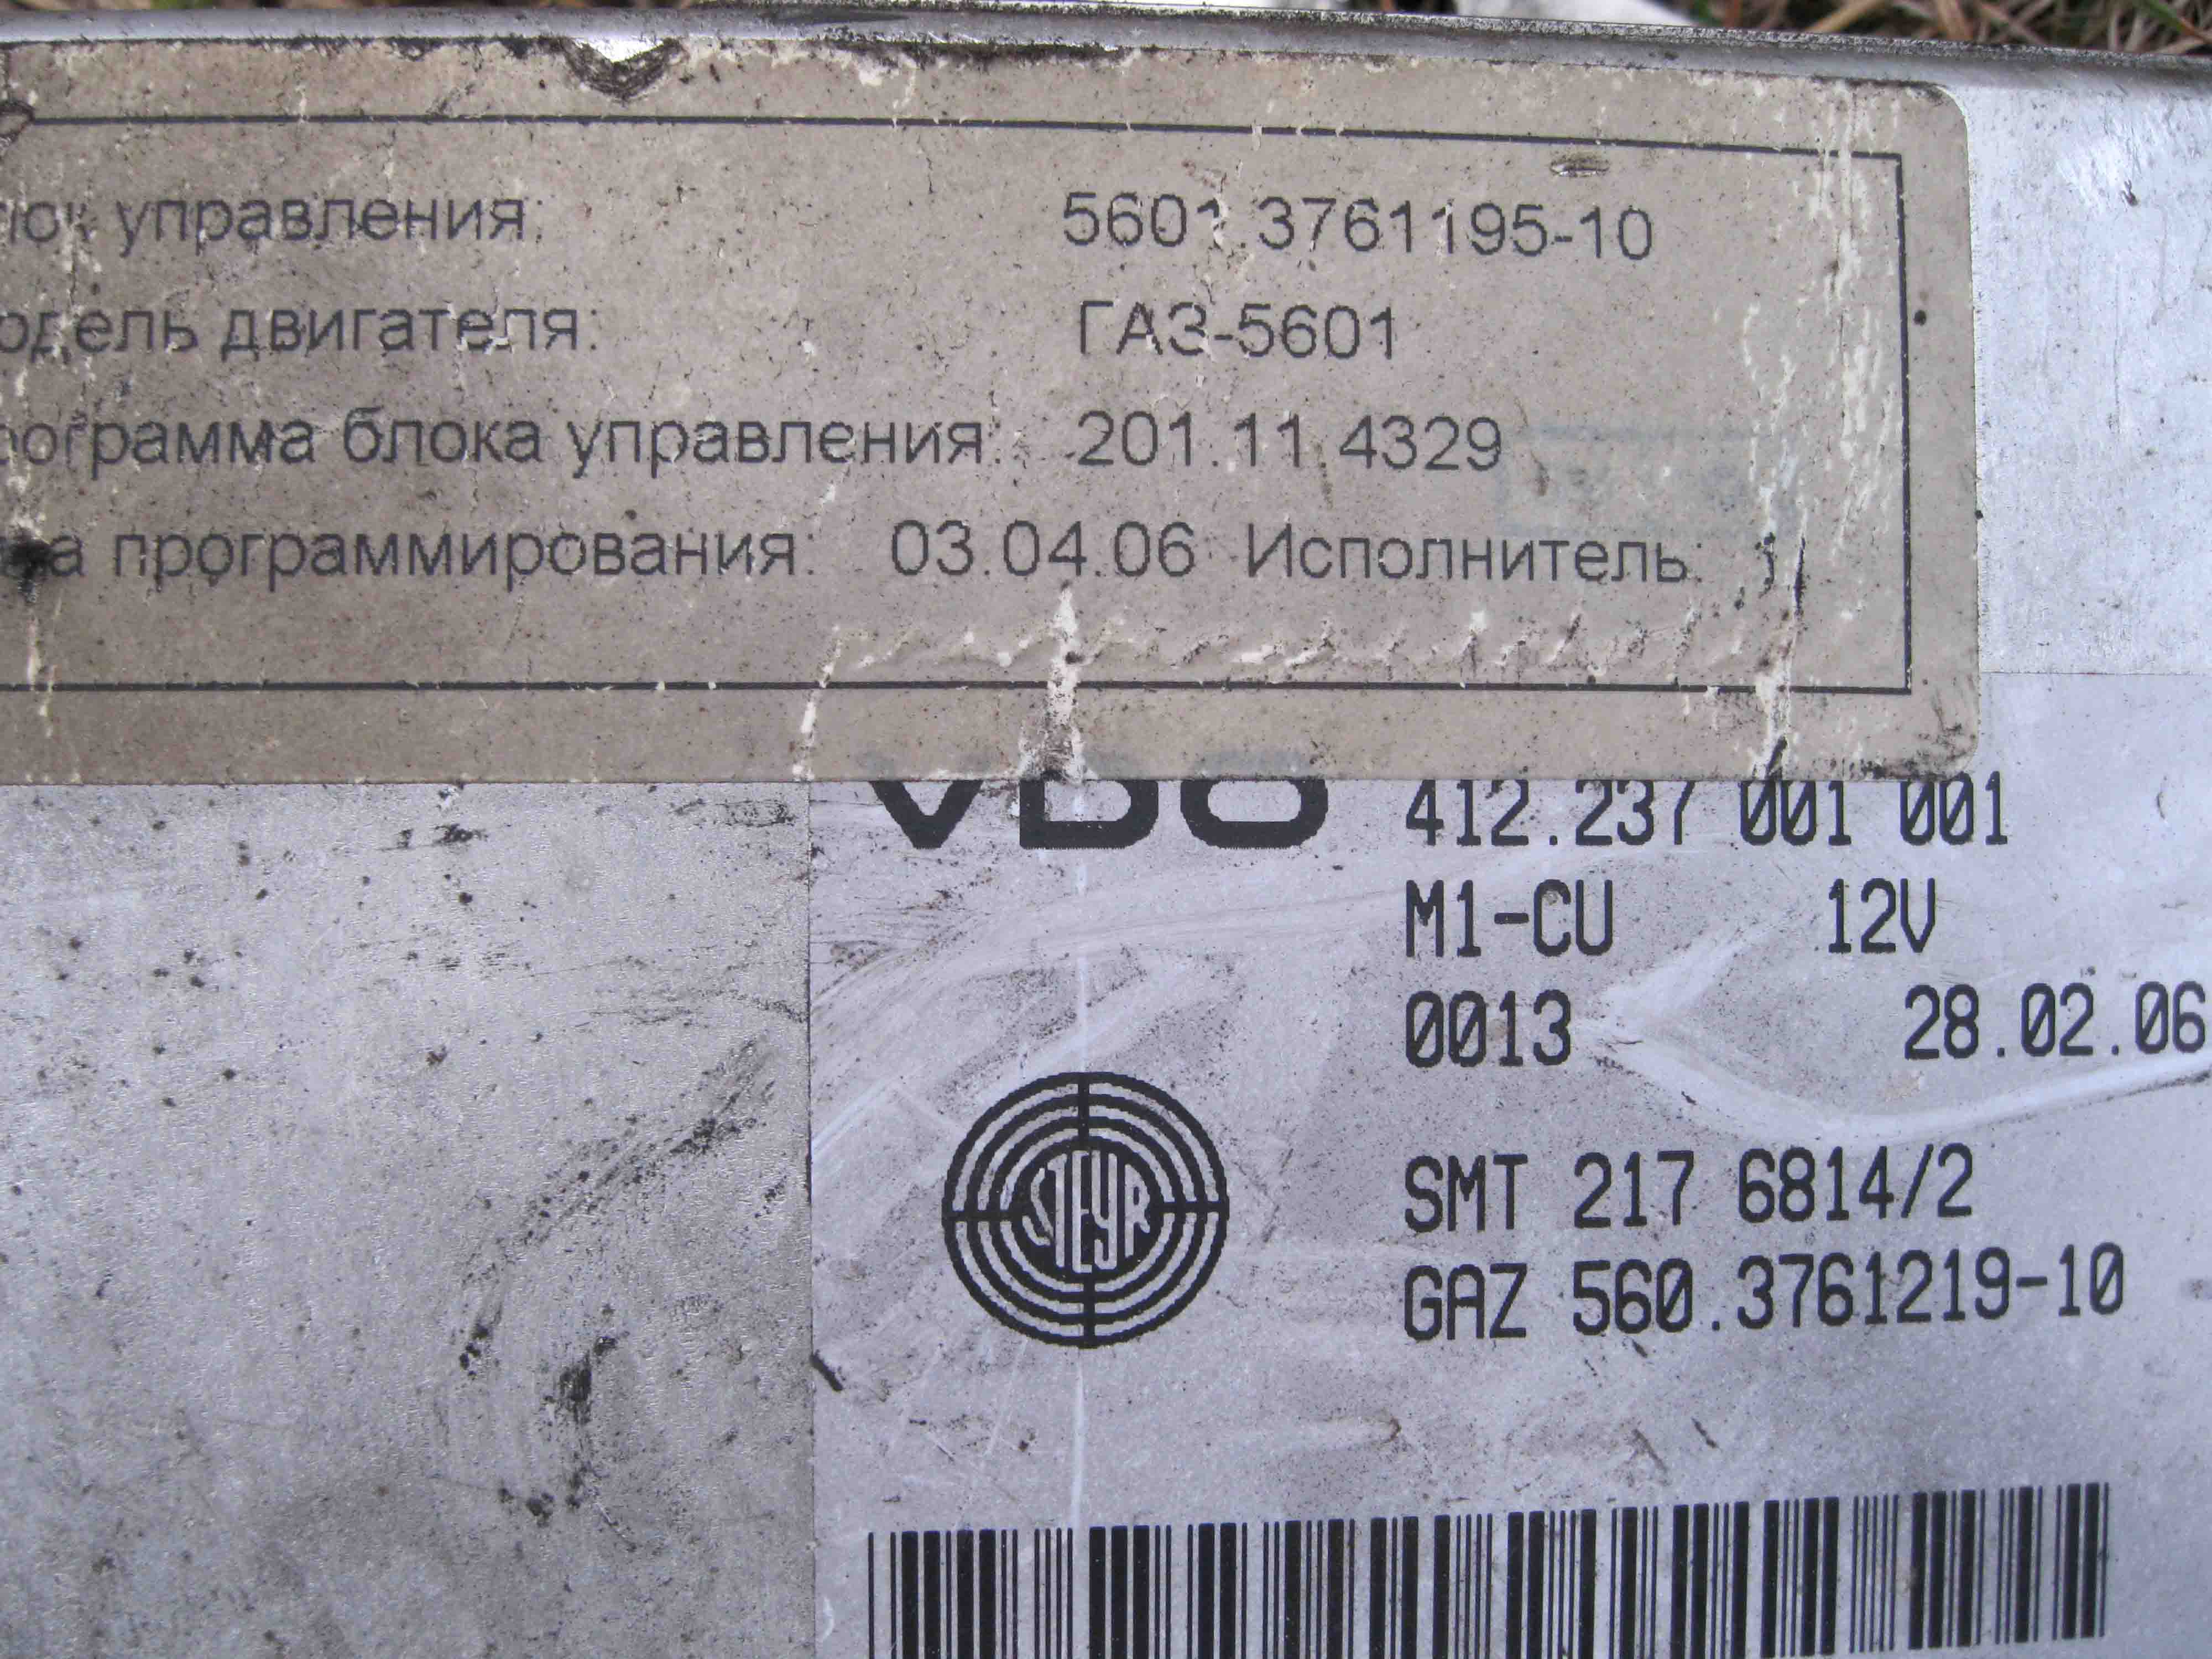 управления: 5601.3761195-10
двигателя: ГАЗ-5601
блока управления: 201.11.4329
программирования: 03.04.06 Исполнитель:
VDO 412.237 001 001
M1-CU 12V
0013 28.02.06
STEYR
SMT 217 6814/2
GAZ 560.3761219-10